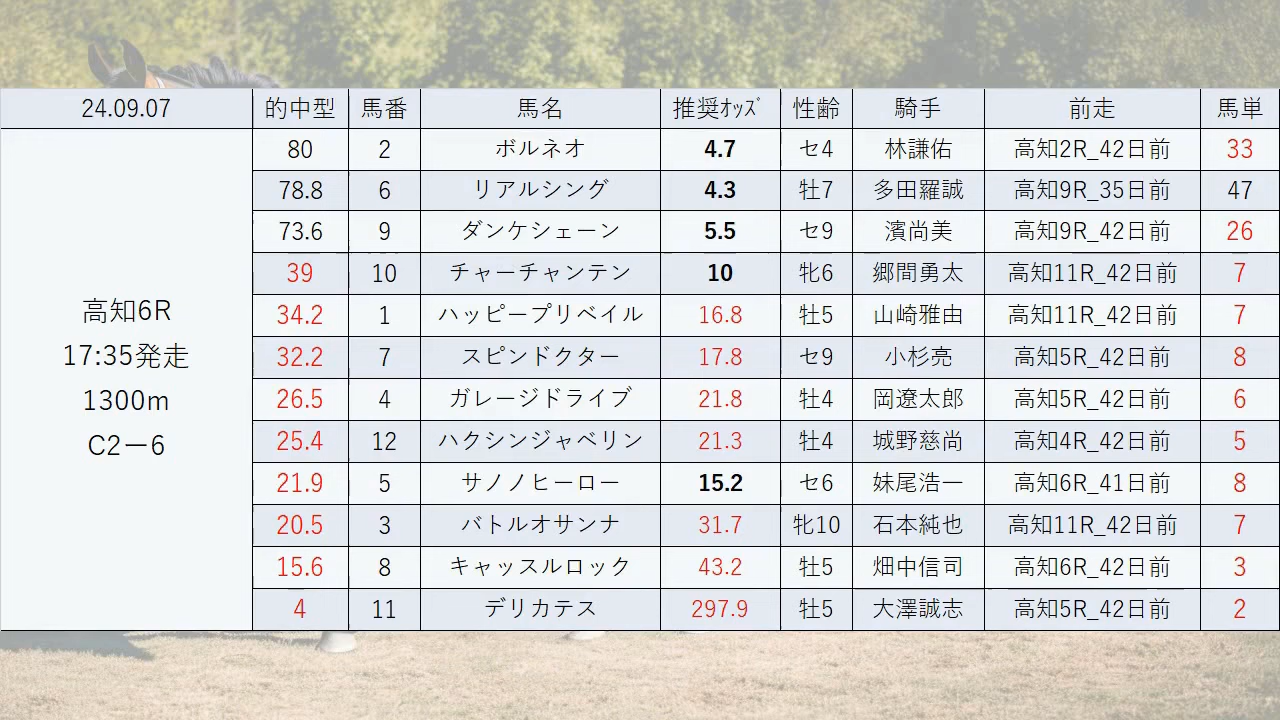 24.09.07 的中型 馬番 馬名 推奨ｵｯｽﾞ 性齢 騎手 前走 馬単
高知6R
17:35発走
1300m
C2ー6
80 2 ボルネオ 4.7 セ4 林謙佑 高知2R_42日前 33
78.8 6 リアルシング 4.3 牡7 多田羅誠 高知9R_35日前 47
73.6 9 ダンケシェーン 5.5 セ9 濱尚美 高知9R_42日前 26
39 10 チャーチャンテン 10 牝6 郷間勇太 高知11R_42日前 7
34.2 1 ハッピープリベイル 16.8 牡5 山崎雅由 高知11R_42日前 7
32.2 7 スピンドクター 17.8 セ9 小杉亮 高知5R_42日前 8
26.5 4 ガレージドライブ 21.8 牡4 岡遼太郎 高知5R_42日前 6
25.4 12 ハクシンジャベリン 21.3 牡4 城野慈尚 高知4R_42日前 5
21.9 5 サノノヒーロー 15.2 セ6 妹尾浩一 高知6R_41日前 8
20.5 3 バトルオサンナ 31.7 牝10 石本純也 高知11R_42日前 7
15.6 8 キャッスルロック 43.2 牡5 畑中信司 高知6R_42日前 3
4 11 デリカテス 297.9 牡5 大澤誠志 高知5R_42日前 2